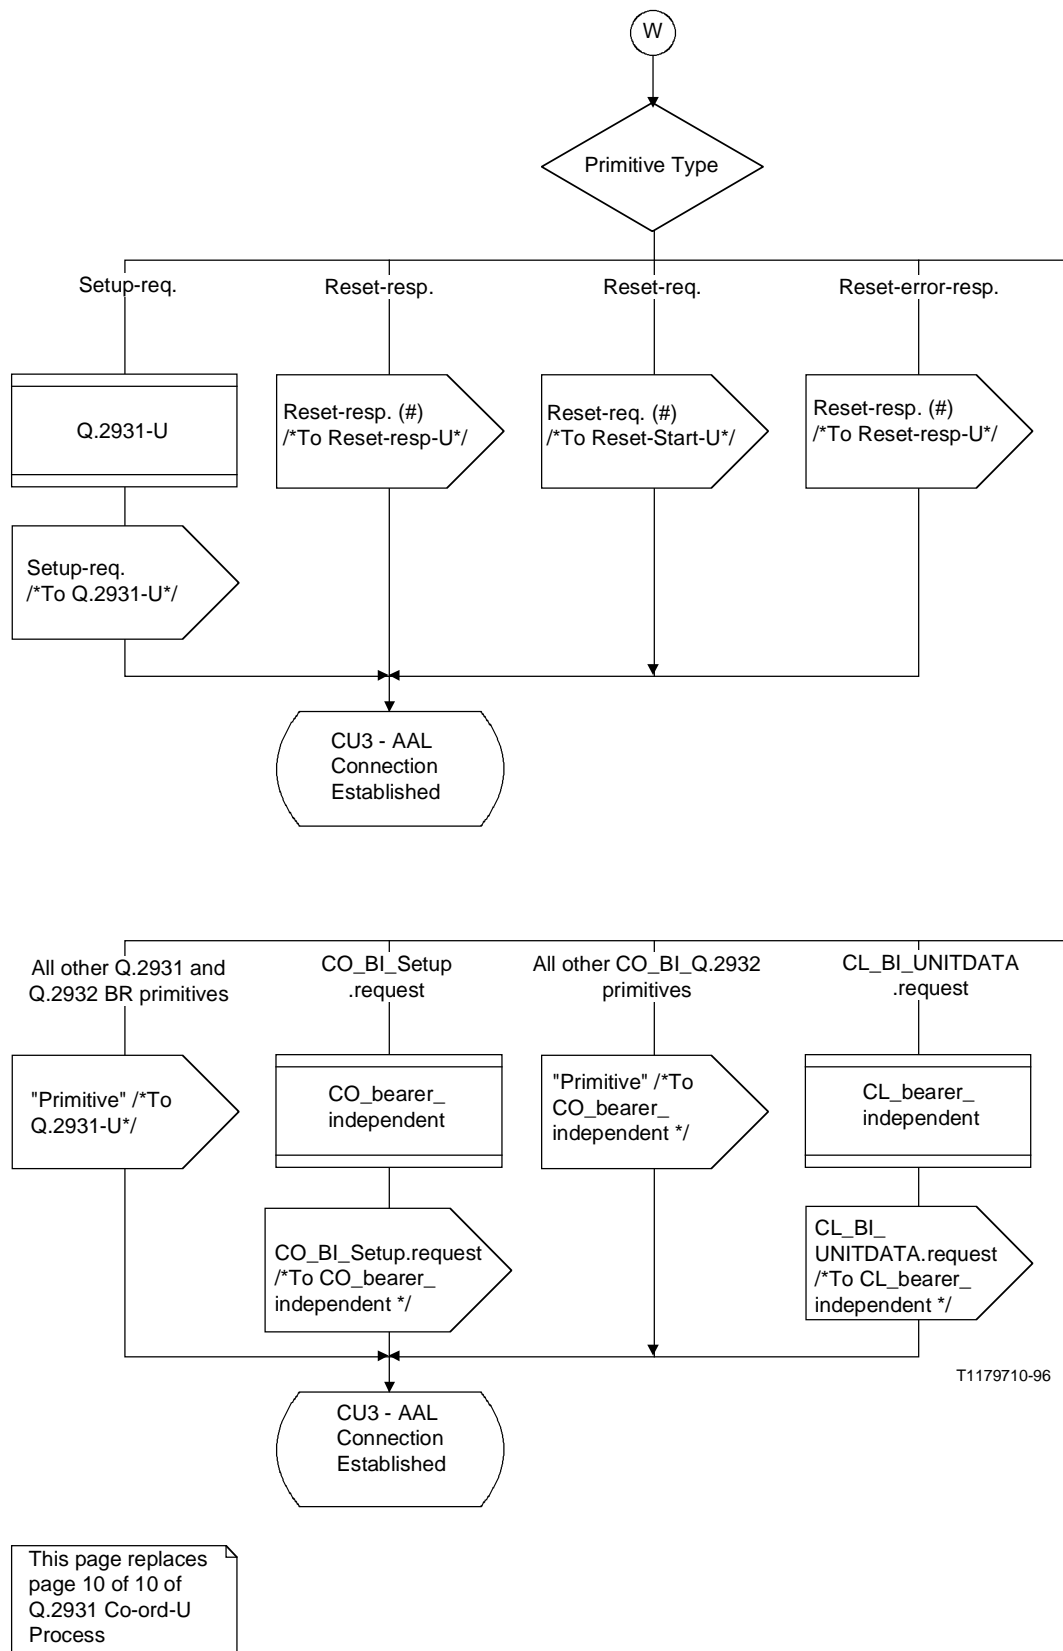 W
Primitive Type
Setup-req.
Reset-resp.
Reset-req.
Reset-error-resp.
Q.2931-U
Reset-resp. (#)
/*To Reset-resp-U*/
Reset-req. (#)
/*To Reset-Start-U*/
Reset-resp. (#)
/*To Reset-resp-U*/
Setup-req.
/*To Q.2931-U*/
CU3 - AAL
Connection
Established
All other Q.2931 and
Q.2932 BR primitives
CO_BI_Setup
.request
All other CO_BI_Q.2932
primitives
CL_BI_UNITDATA
.request
"Primitive" /*To
Q.2931-U*/
CO_bearer_
independent
"Primitive" /*To
CO_bearer_
independent */
CL_bearer_
independent
CO_BI_Setup.request
/*To CO_bearer_
independent */
CL_BI_
UNITDATA.request
/*To CL_bearer_
independent */
T1179710-96
CU3 - AAL
Connection
Established
This page replaces
page 10 of 10 of
Q.2931 Co-ord-U
Process